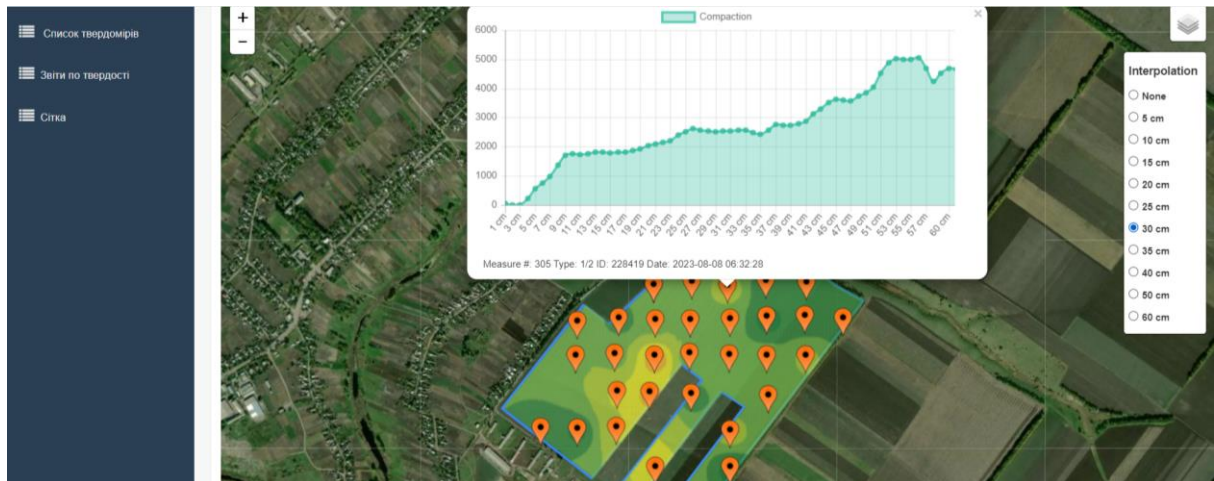 Список твердомірів
Звіти по твердості
Сітка
+
−
Compaction
×
6000
5000
4000
3000
2000
1000
0
1 cm
3 cm
5 cm
7 cm
9 cm
11 cm
13 cm
15 cm
17 cm
19 cm
21 cm
23 cm
25 cm
27 cm
29 cm
31 cm
33 cm
35 cm
37 cm
39 cm
41 cm
43 cm
45 cm
47 cm
49 cm
51 cm
53 cm
55 cm
57 cm
60 cm
Measure #: 305 Type: 1/2 ID: 228419 Date: 2023-08-08 06:32:28
Interpolation
None
5 cm
10 cm
15 cm
20 cm
25 cm
30 cm
35 cm
40 cm
50 cm
60 cm